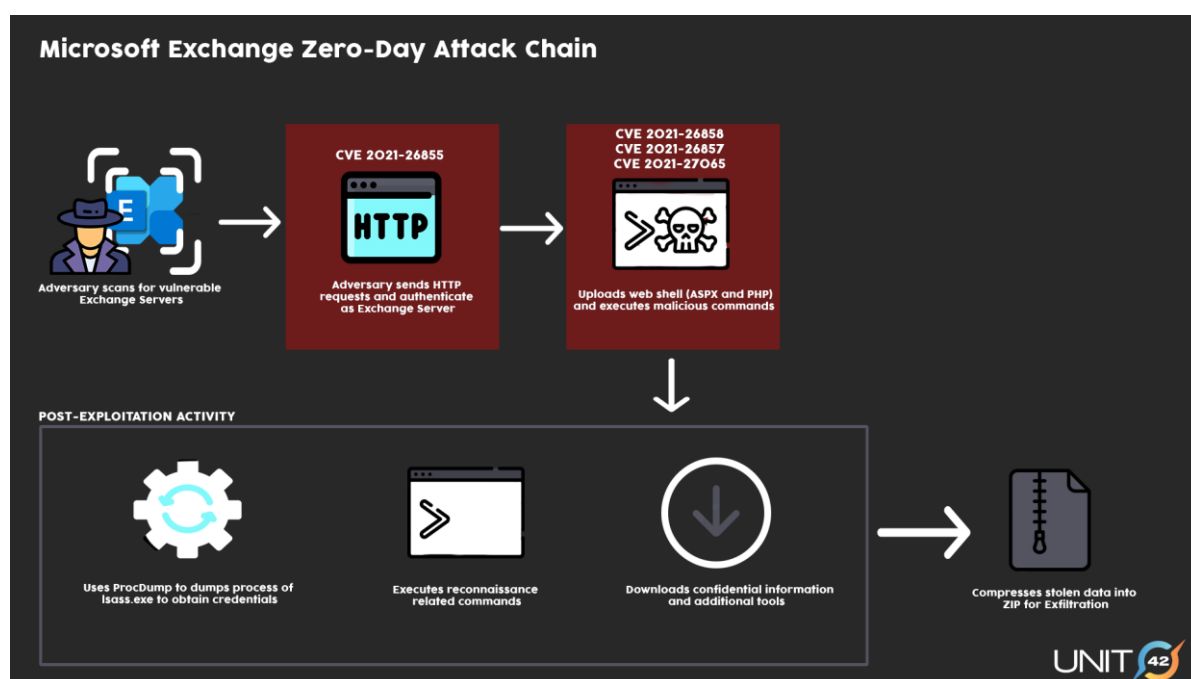 Microsoft Exchange Zero-Day Attack Chain
E
Adversary scans for vulnerable
Exchange Servers
CVE 2021-26855
HTTP
Adversary sends HTTP
requests and authenticate
as Exchange Server
CVE 2021-26858
CVE 2021-26857
CVE 2021-27065
Uploads web shell (ASPX and PHP)
and executes malicious commands
POST-EXPLOITATION ACTIVITY
Uses ProcDump to dumps process of
lsass.exe to obtain credentials
Executes reconnaissance
related commands
Downloads confidential information
and additional tools
Compresses stolen data into
ZIP for Exfiltration
UNIT 42